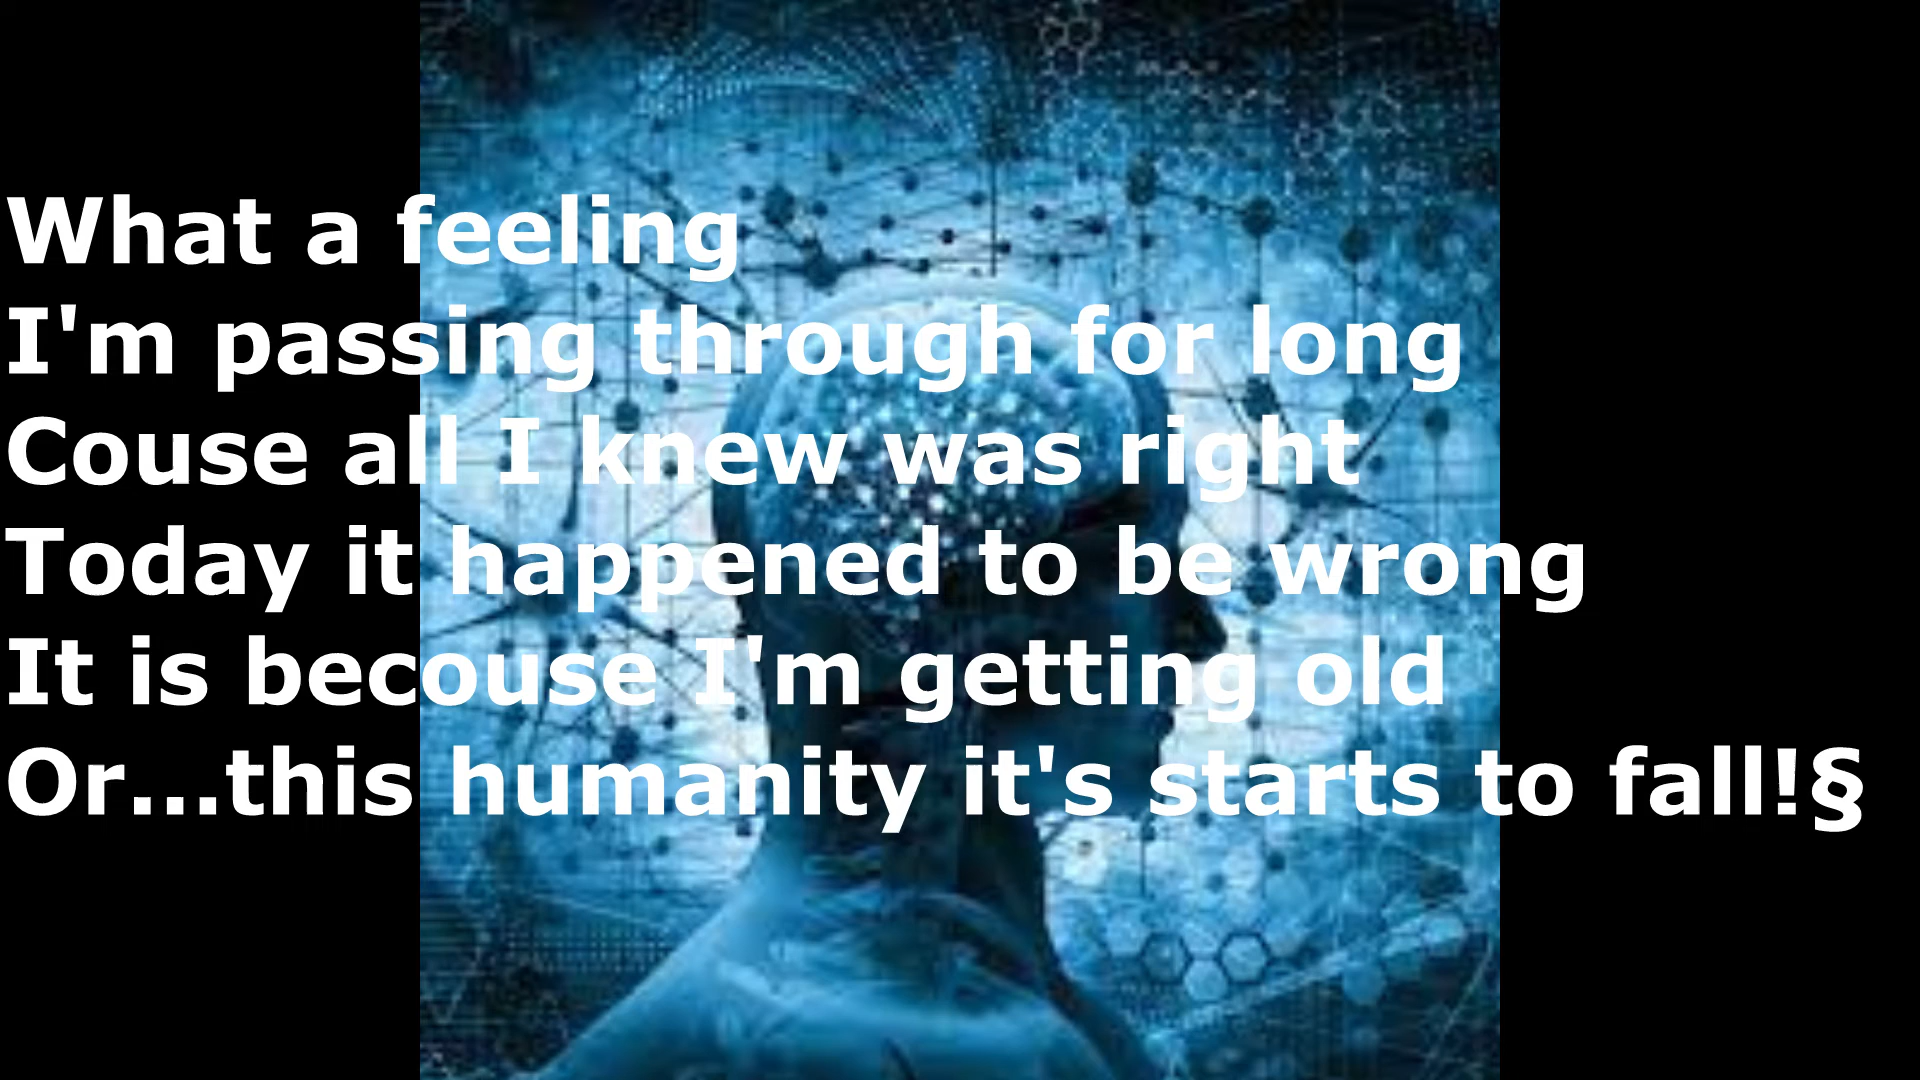 What a feeling
I'm passing through for long
Couse all I knew was right
Today it happened to be wrong
It is becouse I'm getting old
Or...this humanity it's starts to fall!§